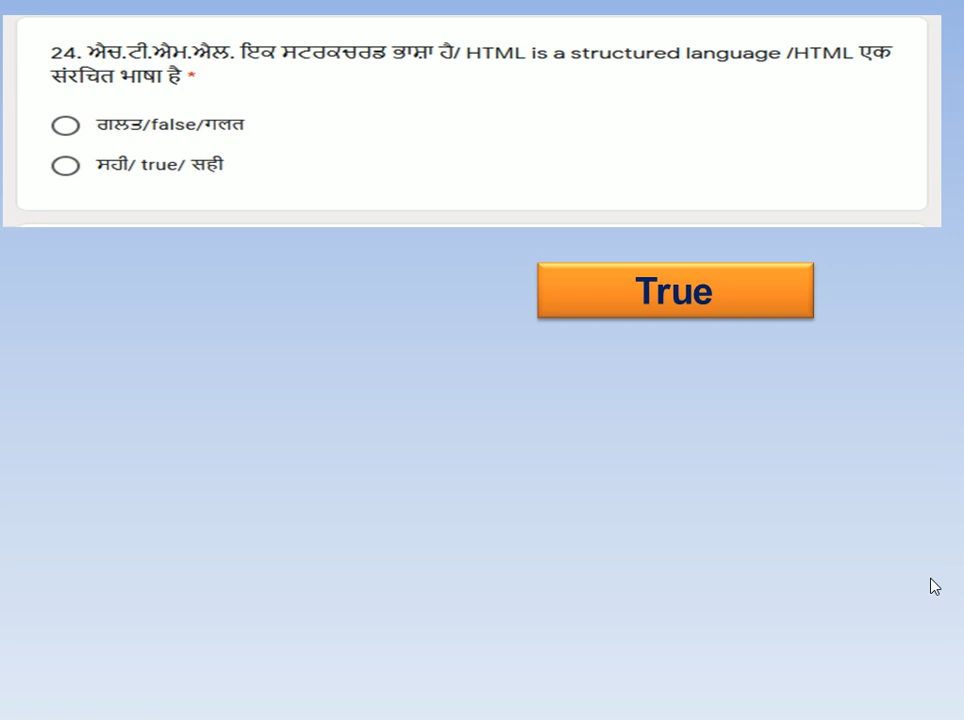 24. ਐਚ.ਟੀ.ਐਮ.ਐਲ. ਇਕ ਸਟਰਕਚਰਡ ਭਾਸ਼ਾ ਹੈ/ HTML is a structured language /HTML एक
संरचित भाषा है *
ਗਲਤ/false/गलत
ਸਹੀ/ true/ सही
True